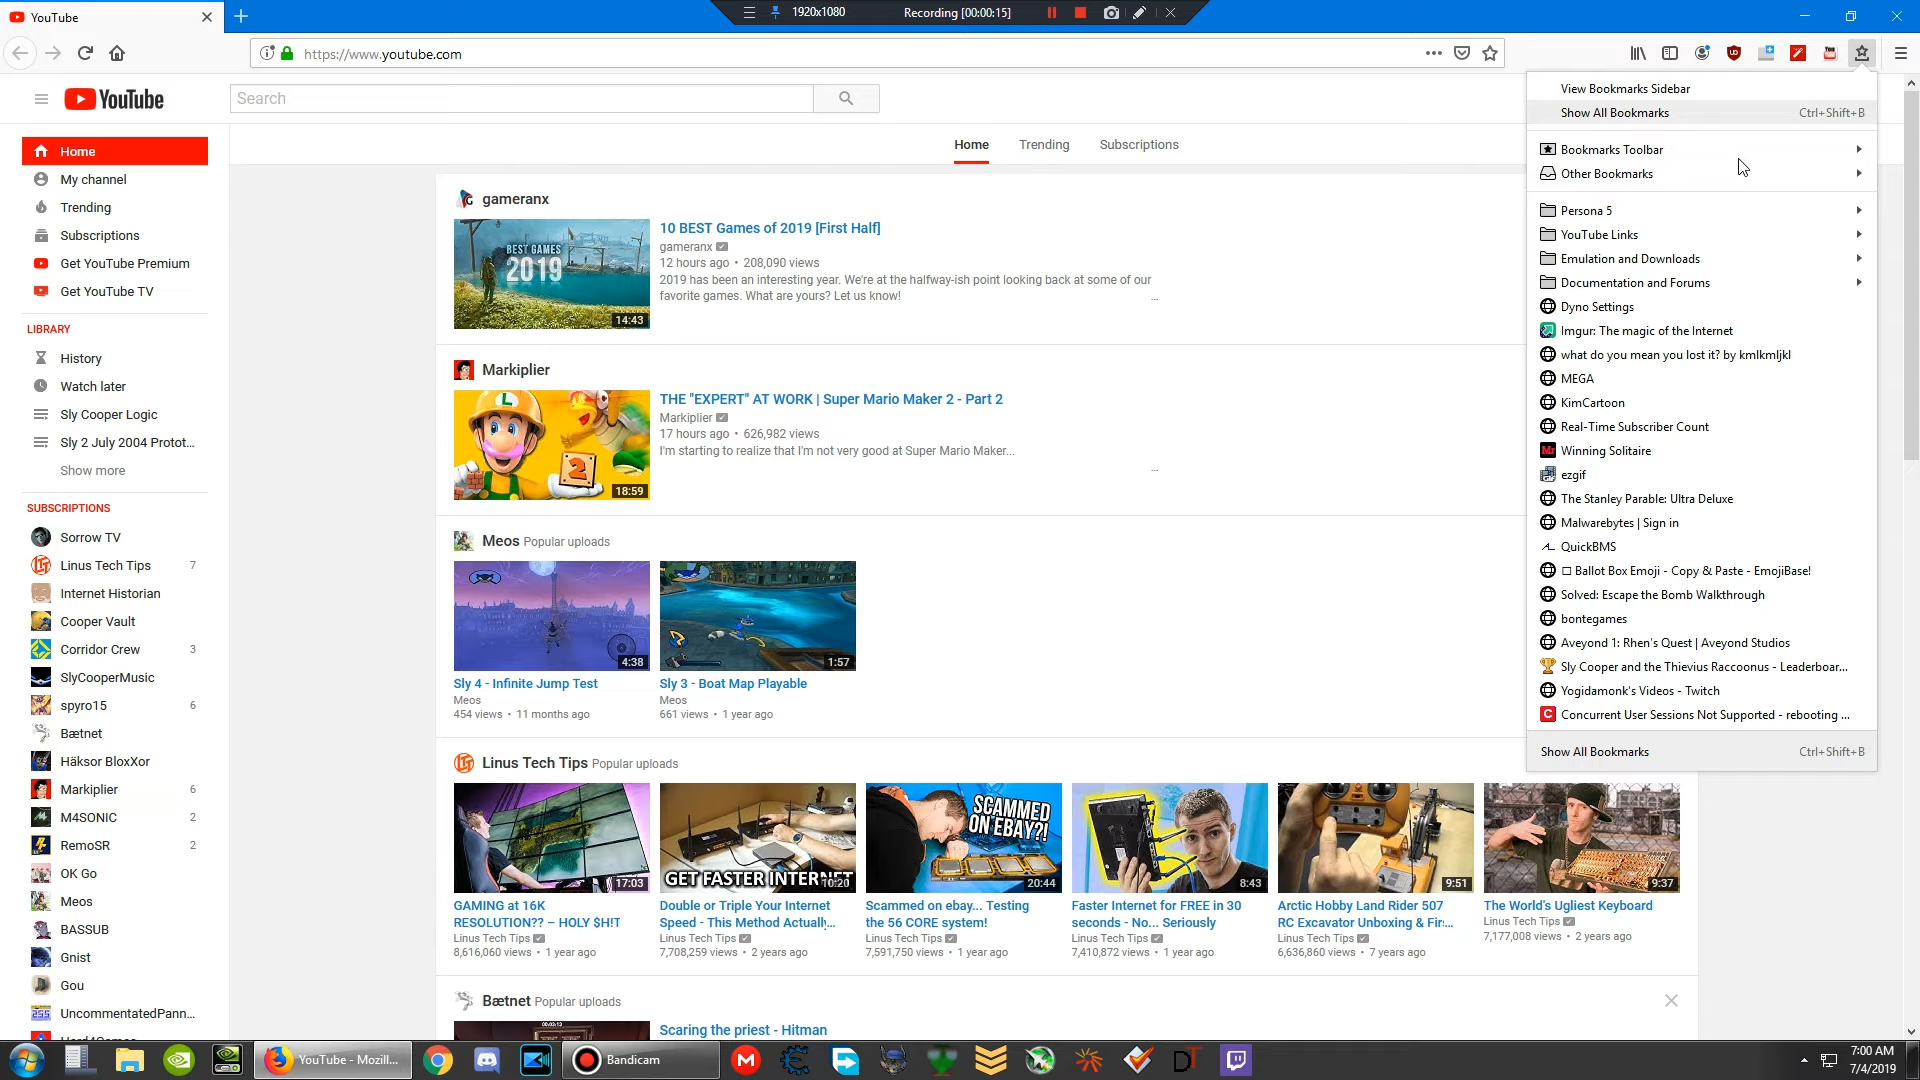 YouTube
1920x1080
Recording [00:00:15]
https://www.youtube.com
YouTube
Search
Home
My channel
Trending
Subscriptions
Get YouTube Premium
Get YouTube TV
LIBRARY
History
Watch later
Sly Cooper Logic
Sly 2 July 2004 Protot...
Show more
SUBSCRIPTIONS
Sorrow TV
Linus Tech Tips 7
Internet Historian
Cooper Vault
Corridor Crew 3
SlyCooperMusic
spyro15 6
Bætnet
Häksor BloxXor
Markiplier 6
M4SONIC 2
RemoSR 2
OK Go
Meos
BASSUB
Gnist
Gou
UncommentatedPann...
Home Trending Subscriptions
gameranx
BEST GAMES
2019
14:43
10 BEST Games of 2019 [First Half]
gameranx
12 hours ago • 208,090 views
2019 has been an interesting year. We're at the halfway-ish point looking back at some of our
favorite games. What are yours? Let us know!
...
Markiplier
L
2
18:59
THE "EXPERT" AT WORK | Super Mario Maker 2 - Part 2
Markiplier
17 hours ago • 626,982 views
I'm starting to realize that I'm not very good at Super Mario Maker...
...
Meos Popular uploads
4:38
1:57
Sly 4 - Infinite Jump Test
Meos
454 views • 11 months ago
Sly 3 - Boat Map Playable
Meos
661 views • 1 year ago
Linus Tech Tips Popular uploads
17:03
GET FASTER INTERNET
10:20
SCAMMED
ON EBAY?!
20:44
8:43
9:51
9:37
GAMING at 16K
RESOLUTION?? – HOLY $H!T
Linus Tech Tips
8,616,060 views • 1 year ago
Double or Triple Your Internet
Speed - This Method Actually...
Linus Tech Tips
7,708,259 views • 2 years ago
Scammed on ebay... Testing
the 56 CORE system!
Linus Tech Tips
7,591,750 views • 1 year ago
Faster Internet for FREE in 30
seconds - No... Seriously
Linus Tech Tips
7,410,872 views • 1 year ago
Arctic Hobby Land Rider 507
RC Excavator Unboxing & Fir...
Linus Tech Tips
6,636,860 views • 7 years ago
The World's Ugliest Keyboard
Linus Tech Tips
7,177,008 views • 2 years ago
Bætnet Popular uploads
Scaring the priest - Hitman
View Bookmarks Sidebar
Show All Bookmarks Ctrl+Shift+B
Bookmarks Toolbar
Other Bookmarks
Persona 5
YouTube Links
Emulation and Downloads
Documentation and Forums
Dyno Settings
Imgur: The magic of the Internet
what do you mean you lost it? by kmlkmljkl
MEGA
KimCartoon
Real-Time Subscriber Count
Winning Solitaire
ezgif
The Stanley Parable: Ultra Deluxe
Malwarebytes | Sign in
QuickBMS
☐ Ballot Box Emoji - Copy & Paste - EmojiBase!
Solved: Escape the Bomb Walkthrough
bontegames
Aveyond 1: Rhen's Quest | Aveyond Studios
Sly Cooper and the Thievius Raccoonus - Leaderboar...
Yogidamonk's Videos - Twitch
Concurrent User Sessions Not Supported - rebooting ...
Show All Bookmarks Ctrl+Shift+B
YouTube - Mozill...
Bandicam
7:00 AM
7/4/2019